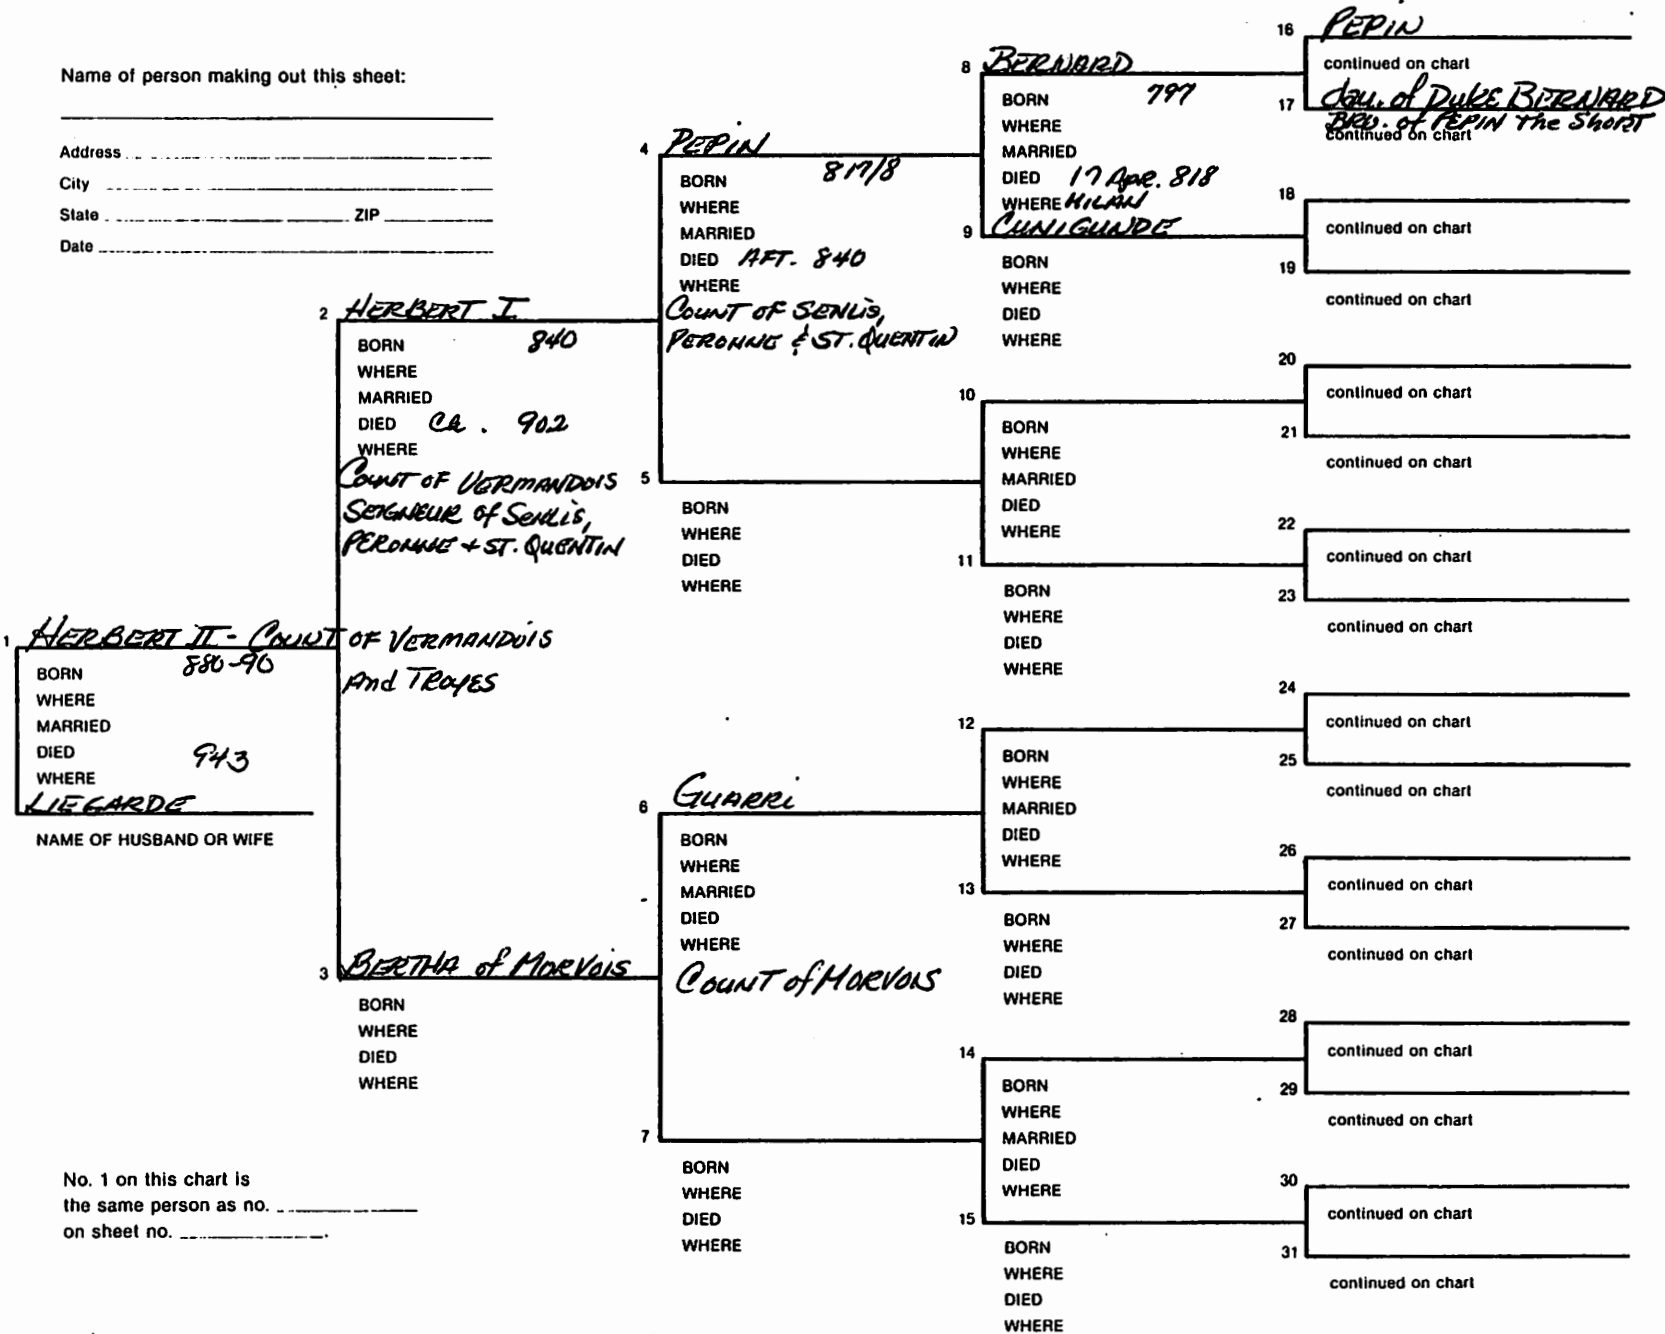 Name of person making out this sheet:
Address
City
State ZIP
Date
1 HERBERT II - COUNT OF VERMANDOIS
And TROYES
BORN 880-90
WHERE
MARRIED
DIED 943
WHERE
LIEGARDE
NAME OF HUSBAND OR WIFE
2 HERBERT I
BORN 840
WHERE
MARRIED
DIED Ca. 902
WHERE
COUNT OF VERMANDOIS
SEIGNEUR of Senlis,
PERONNE + ST. QUENTIN
3 BERTHA of MORVOIS
BORN
WHERE
DIED
WHERE
4 PEPIN
BORN 817/8
WHERE
MARRIED
DIED AFT. 840
WHERE
COUNT OF SENLIS,
PERONNE & ST. QUENTIN
5
BORN
WHERE
DIED
WHERE
6 GUARRI
BORN
WHERE
MARRIED
DIED
WHERE
COUNT of MORVOIS
7
BORN
WHERE
DIED
WHERE
8 BERNARD
BORN 797
WHERE
MARRIED
DIED 17 Apr. 818
WHERE MILAN
9 CUNIGUNDE
BORN
WHERE
DIED
WHERE
10
BORN
WHERE
MARRIED
DIED
WHERE
11
BORN
WHERE
DIED
WHERE
12
BORN
WHERE
MARRIED
DIED
WHERE
13
BORN
WHERE
DIED
WHERE
14
BORN
WHERE
MARRIED
DIED
WHERE
15
BORN
WHERE
DIED
WHERE
16 PEPIN
continued on chart
17 dau. of DUKE BERNARD
BRO. of PEPIN the SHORT
continued on chart
18
continued on chart
19
continued on chart
20
continued on chart
21
continued on chart
22
continued on chart
23
continued on chart
24
continued on chart
25
continued on chart
26
continued on chart
27
continued on chart
28
continued on chart
29
continued on chart
30
continued on chart
31
continued on chart
No. 1 on this chart is
the same person as no.
on sheet no. .